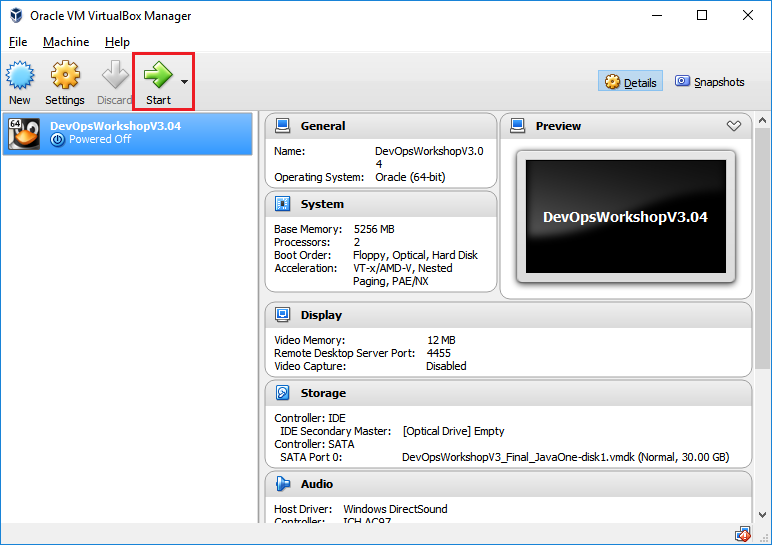 Oracle VM VirtualBox Manager
File Machine Help
New Settings Discard Start
Details Snapshots
64
DevOpsWorkshopV3.04
Powered Off
General
Name: DevOpsWorkshopV3.0
4
Operating System: Oracle (64-bit)
System
Base Memory: 5256 MB
Processors: 2
Boot Order: Floppy, Optical, Hard Disk
Acceleration: VT-x/AMD-V, Nested
Paging, PAE/NX
Preview
DevOpsWorkshopV3.04
Display
Video Memory: 12 MB
Remote Desktop Server Port: 4455
Video Capture: Disabled
Storage
Controller: IDE
IDE Secondary Master: [Optical Drive] Empty
Controller: SATA
SATA Port 0: DevOpsWorkshopV3_Final_JavaOne-disk1.vmdk (Normal, 30.00 GB)
Audio
Host Driver: Windows DirectSound
Controller: ICH AC97